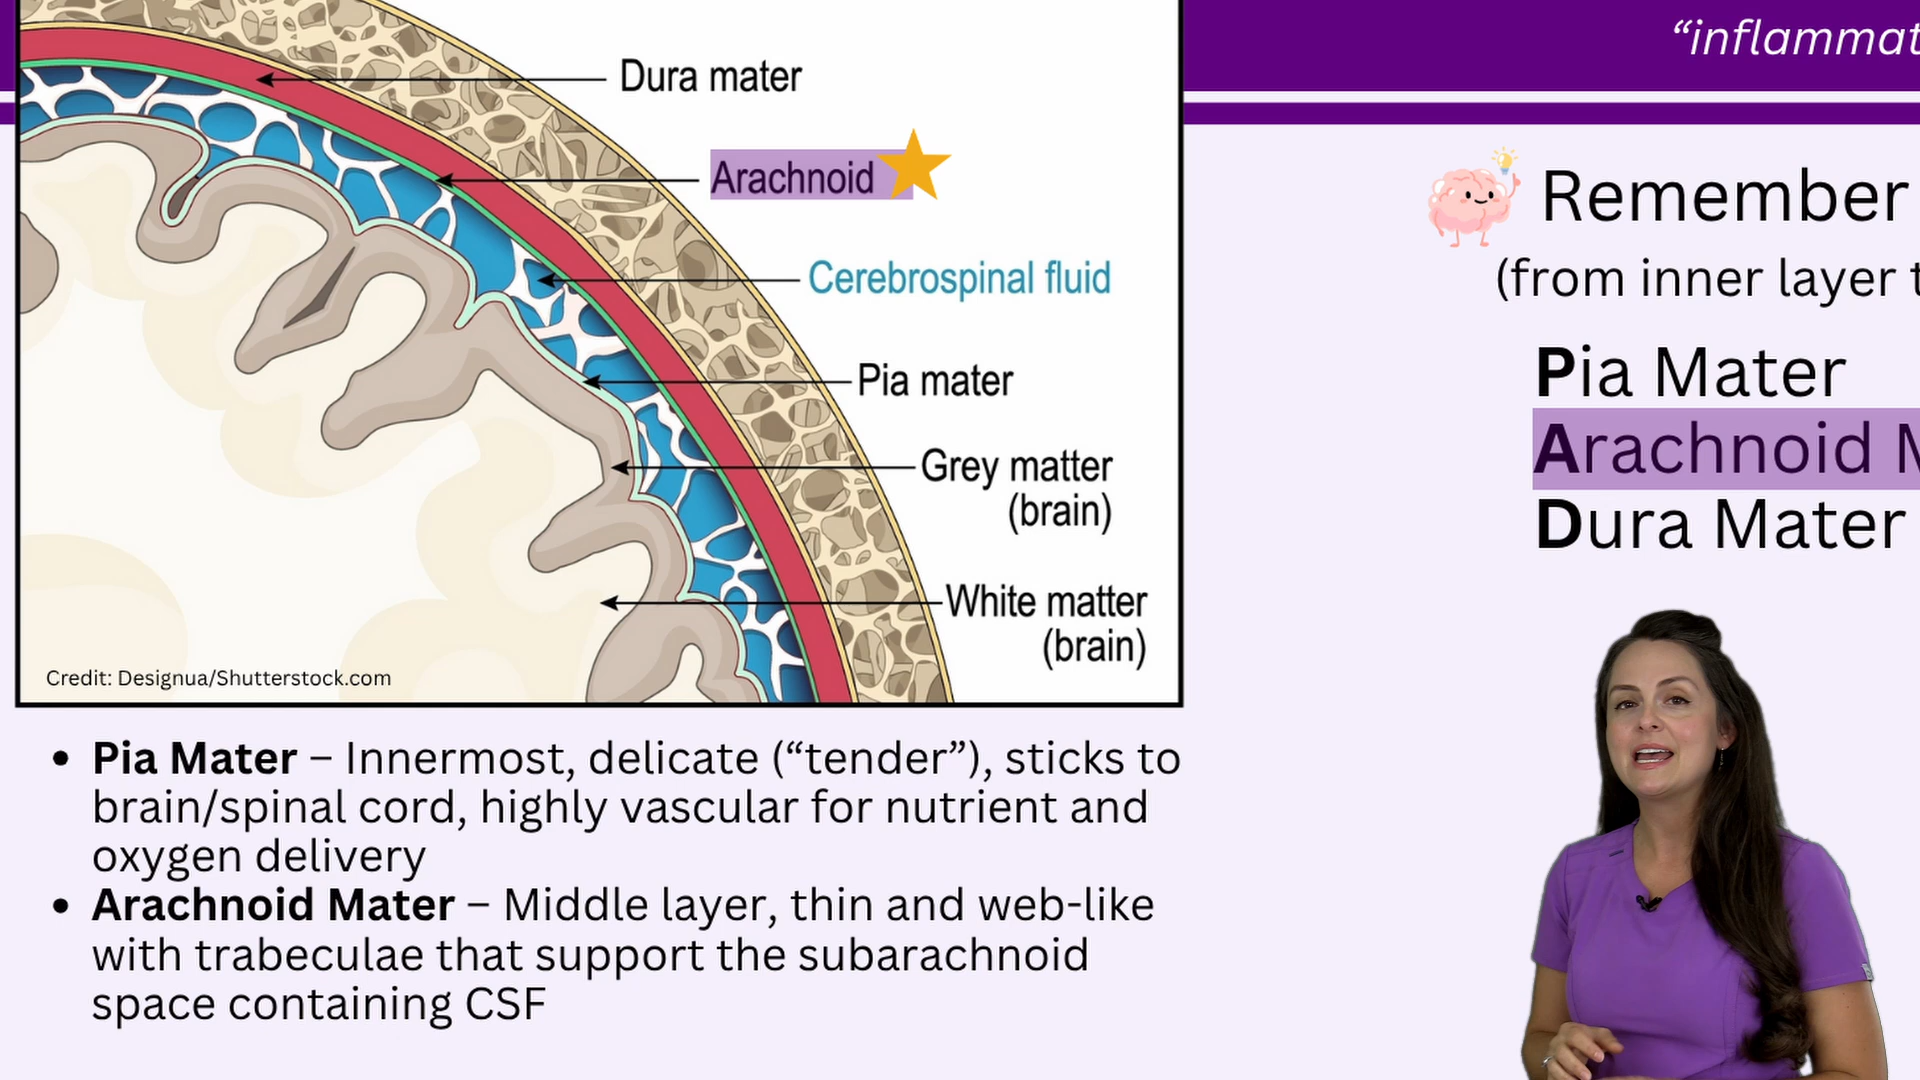 “inflammat
Dura mater
Arachnoid
Cerebrospinal fluid
Pia mater
Grey matter
(brain)
White matter
(brain)
Credit: Designua/Shutterstock.com
Remember
(from inner layer t
Pia Mater
Arachnoid M
Dura Mater
• Pia Mater – Innermost, delicate (“tender”), sticks to
brain/spinal cord, highly vascular for nutrient and
oxygen delivery
• Arachnoid Mater – Middle layer, thin and web-like
with trabeculae that support the subarachnoid
space containing CSF